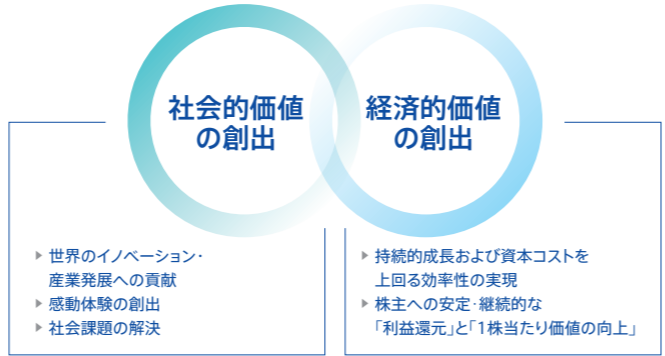 社会的価値
の創出
経済的価値
の創出
世界のイノベーション・
産業発展への貢献
感動体験の創出
社会課題の解決
持続的成長および資本コストを
上回る効率性の実現
株主への安定・継続的な
「利益還元」と「1株当たり価値の向上」